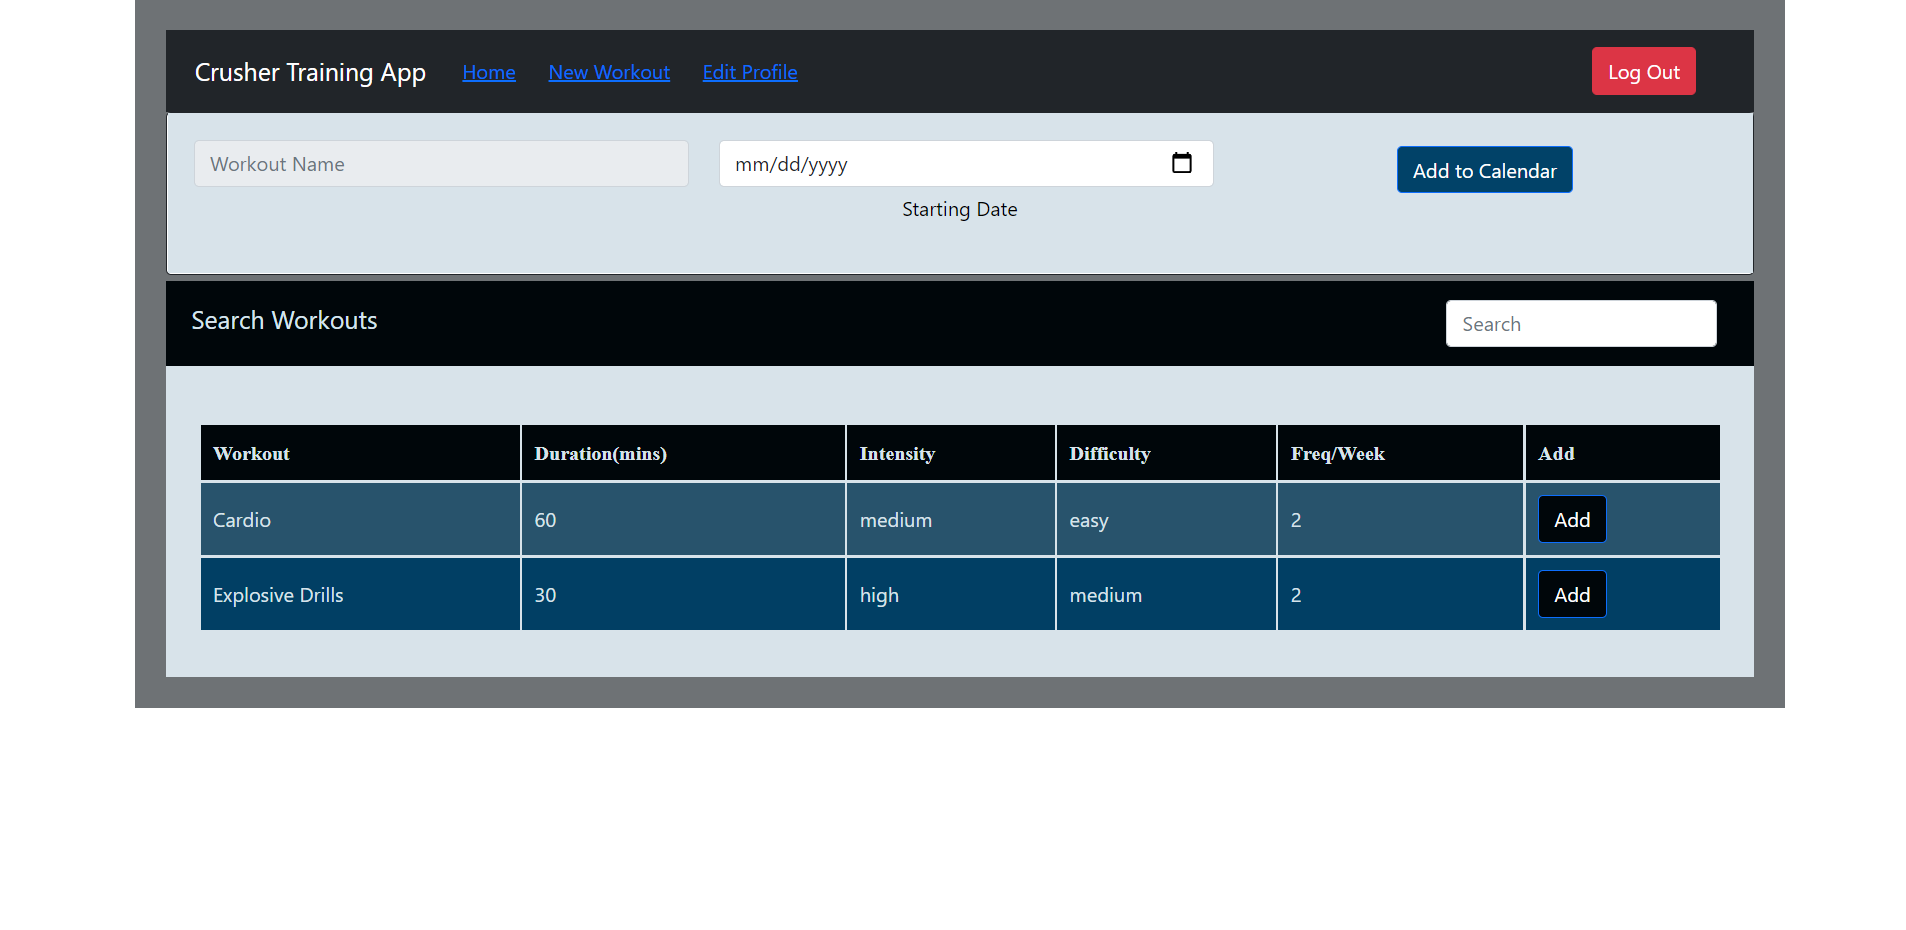 Crusher Training App Home New Workout Edit Profile Log Out
Workout Name mm/dd/yyyy Add to Calendar
Starting Date
Search Workouts Search
Workout Duration(mins) Intensity Difficulty Freq/Week Add
Cardio 60 medium easy 2 Add
Explosive Drills 30 high medium 2 Add